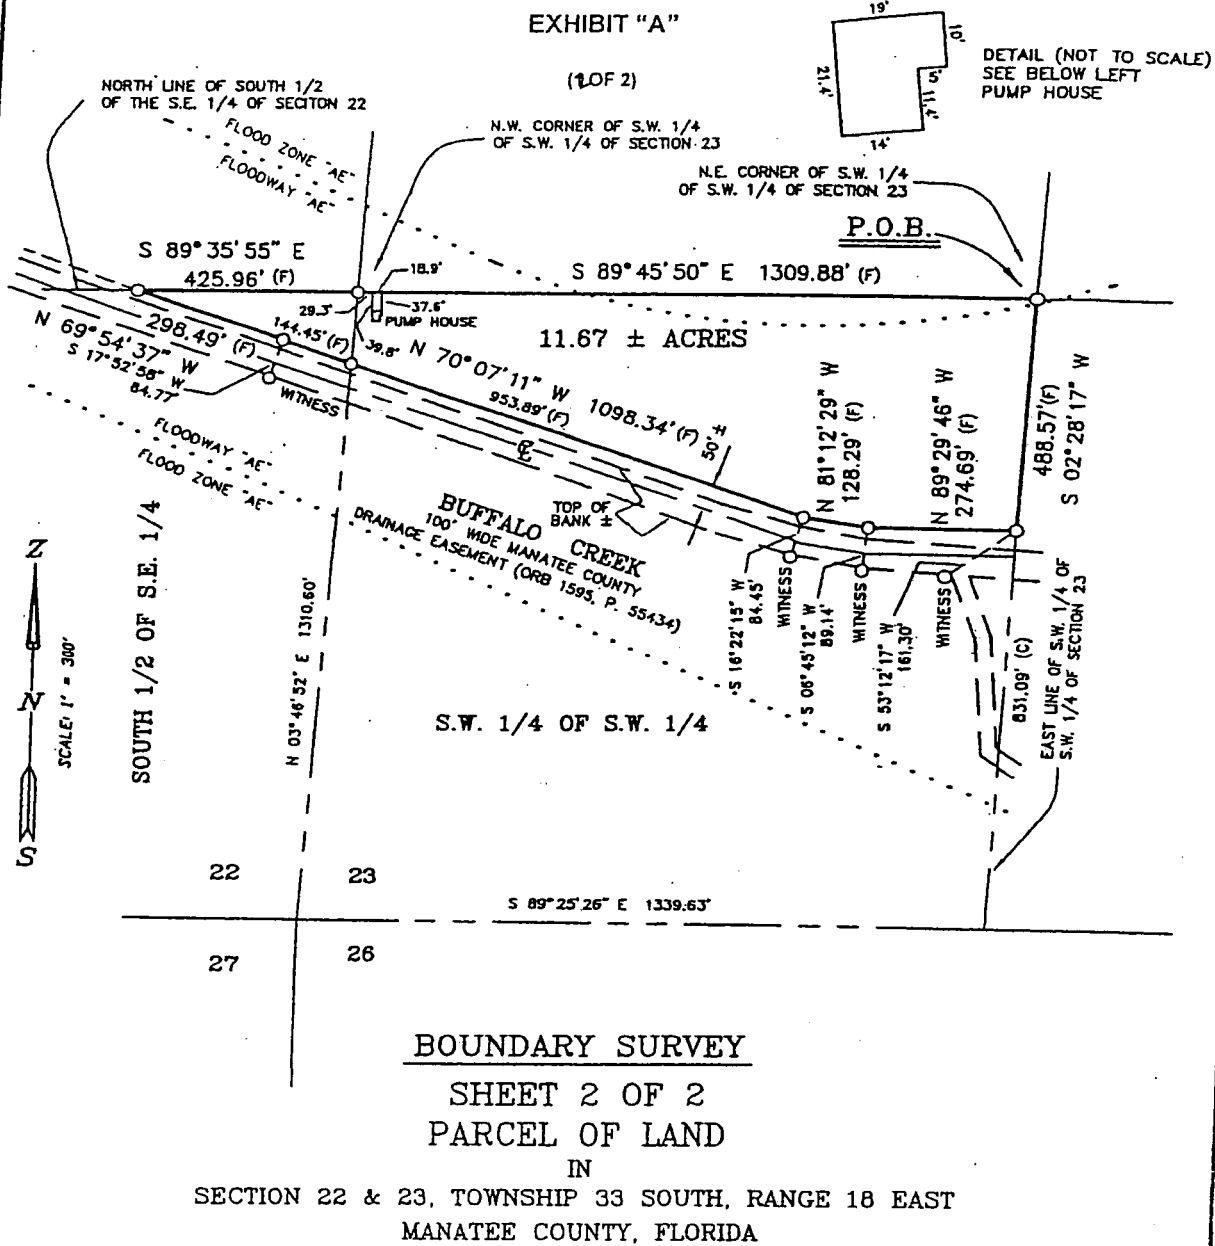 EXHIBIT "A"
(1 OF 2)
19'
10'
5'
11.4'
14'
21.4'
DETAIL (NOT TO SCALE)
SEE BELOW LEFT
PUMP HOUSE
NORTH LINE OF SOUTH 1/2
OF THE S.E. 1/4 OF SECITON 22
FLOOD ZONE "AE"
FLOODWAY "AE"
N.W. CORNER OF S.W. 1/4
OF S.W. 1/4 OF SECTION 23
N.E. CORNER OF S.W. 1/4
OF S.W. 1/4 OF SECTION 23
P.O.B.
S 89° 35' 55" E
425.96' (F)
S 89° 45' 50" E 1309.88' (F)
18.9'
29.3'
37.6'
PUMP HOUSE
39.8'
11.67 ± ACRES
N 69° 54' 37" W
298.49' (F)
144.45' (F)
S 17° 52' 58" W
84.77'
WITNESS
N 70° 07' 11" W 1098.34' (F)
953.89' (F)
50' ±
N 81° 12' 29" W
128.29' (F)
N 89° 29' 46" W
274.69' (F)
488.57' (F)
S 02° 28' 17" W
FLOODWAY "AE"
FLOOD ZONE "AE"
TOP OF
BANK ±
BUFFALO CREEK
100' WIDE MANATEE COUNTY
DRAINAGE EASEMENT (ORB 1595, P. 55434)
S 16° 22' 15" W
84.45'
WITNESS
S 06° 45' 12" W
89.14'
WITNESS
S 53° 12' 17" W
161.30'
WITNESS
831.09' (C)
EAST LINE OF S.W. 1/4 OF
S.W. 1/4 OF SECTION 23
Z
N
S
SCALE: 1" = 300'
SOUTH 1/2 OF S.E. 1/4
N 03° 46' 52" E 1310.60'
S.W. 1/4 OF S.W. 1/4
22
23
S 89° 25' 26" E 1339.63'
27
26
BOUNDARY SURVEY
SHEET 2 OF 2
PARCEL OF LAND
IN
SECTION 22 & 23, TOWNSHIP 33 SOUTH, RANGE 18 EAST
MANATEE COUNTY, FLORIDA